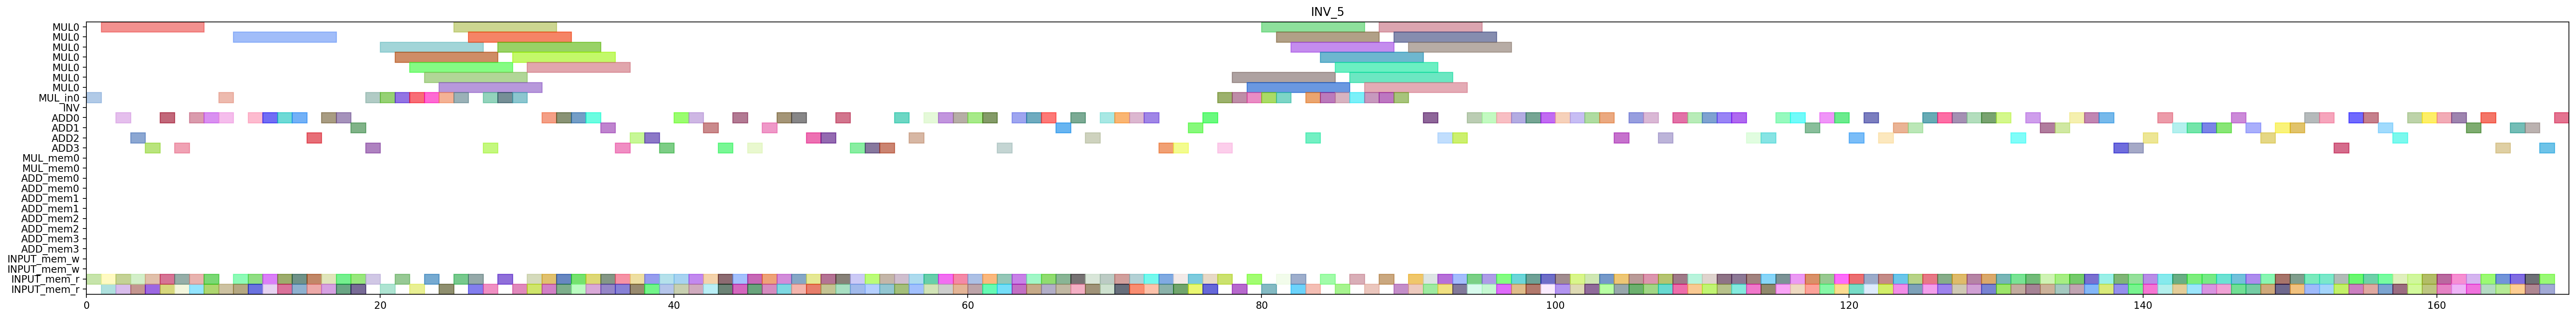 INV_5
MUL0
MUL0
MUL0
MUL0
MUL0
MUL0
MUL0
MUL_in0
INV
ADD0
ADD1
ADD2
ADD3
MUL_mem0
MUL_mem0
ADD_mem0
ADD_mem0
ADD_mem1
ADD_mem1
ADD_mem2
ADD_mem2
ADD_mem3
ADD_mem3
INPUT_mem_w
INPUT_mem_w
INPUT_mem_r
INPUT_mem_r
0 20 40 60 80 100 120 140 160